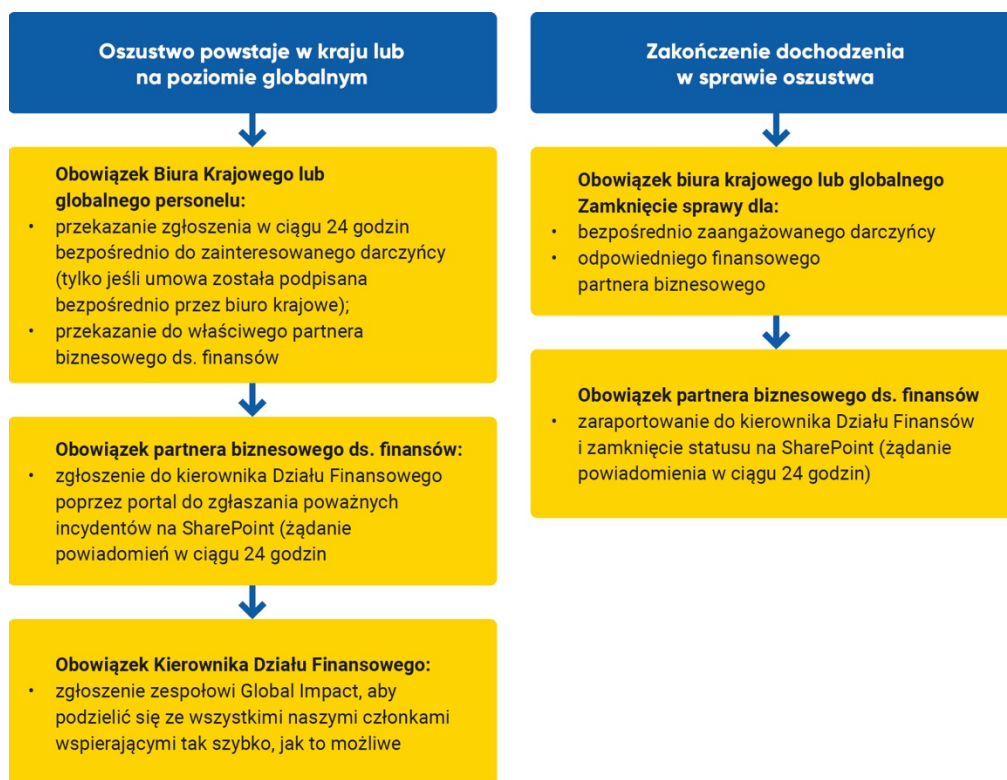 Oszustwo powstaje w kraju lub
na poziomie globalnym
Obowiązek Biura Krajowego lub
globalnego personelu:
• przekazanie zgłoszenia w ciągu 24 godzin
bezpośrednio do zainteresowanego darczyńcy
(tylko jeśli umowa została podpisana
bezpośrednio przez biuro krajowe);
• przekazanie do właściwego partnera
biznesowego ds. finansów
Obowiązek partnera biznesowego ds. finansów:
• zgłoszenie do kierownika Działu Finansowego
poprzez portal do zgłaszania poważnych
incydentów na SharePoint (żądanie
powiadomień w ciągu 24 godzin
Obowiązek Kierownika Działu Finansowego:
• zgłoszenie zespołowi Global Impact, aby
podzielić się ze wszystkimi naszymi członkami
wspierającymi tak szybko, jak to możliwe
Zakończenie dochodzenia
w sprawie oszustwa
Obowiązek biura krajowego lub globalnego
Zamknięcie sprawy dla:
• bezpośrednio zaangażowanego darczyńcy
• odpowiedniego finansowego
partnera biznesowego
Obowiązek partnera biznesowego ds. finansów
• zaraportowanie do kierownika Działu Finansów
i zamknięcie statusu na SharePoint (żądanie
powiadomienia w ciągu 24 godzin)